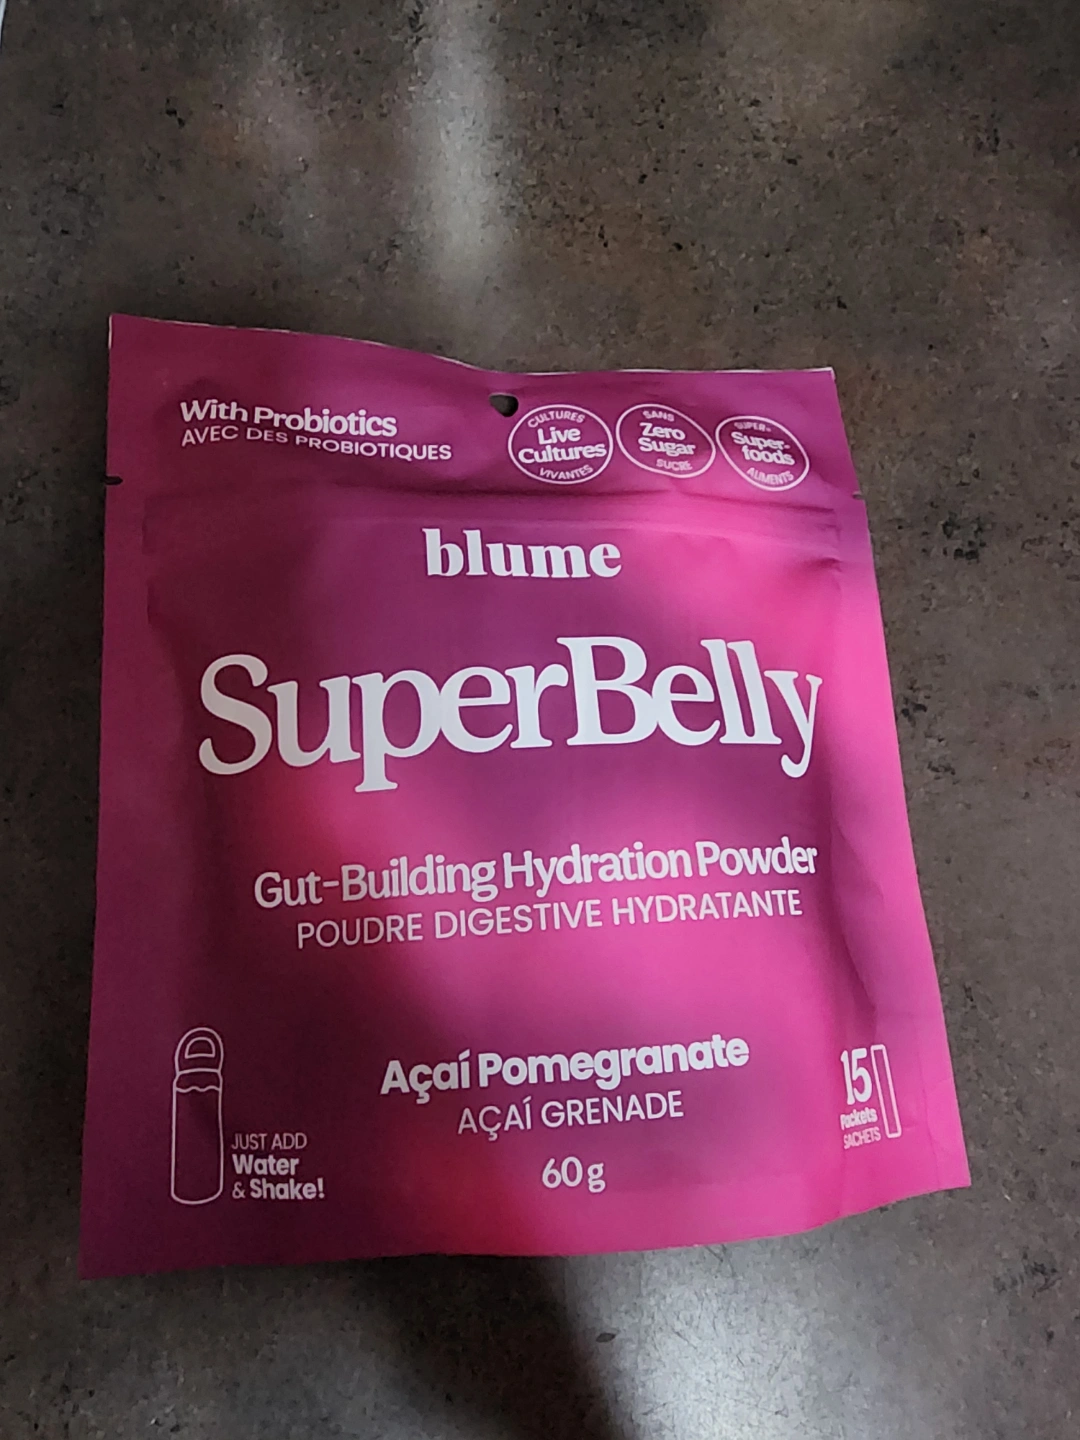 With Probiotics
AVEC DES PROBIOTIQUES
CULTURES
Live
Cultures
VIVANTES
SANS
Zero
Sugar
SUCRE
SUPER-
Super-
foods
ALIMENTS
blume
SuperBelly
Gut-Building Hydration Powder
POUDRE DIGESTIVE HYDRATANTE
Açaí Pomegranate
AÇAÍ GRENADE
60 g
JUST ADD
Water
& Shake!
15
Packets
SACHETS